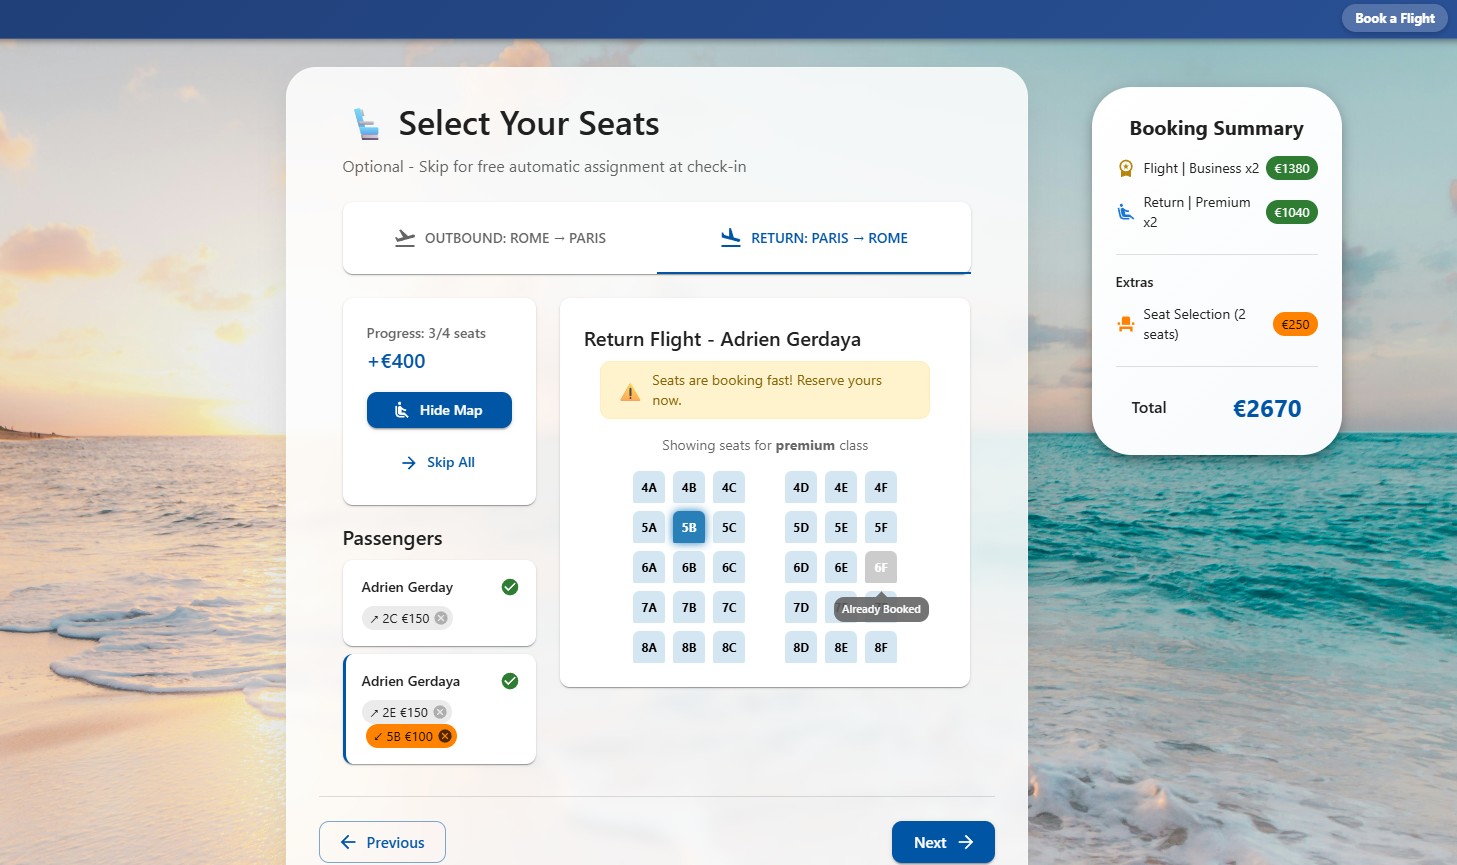 Book a Flight
Select Your Seats
Optional - Skip for free automatic assignment at check-in
OUTBOUND: ROME → PARIS
RETURN: PARIS → ROME
Progress: 3/4 seats
+€400
Hide Map
Skip All
Passengers
Adrien Gerday
↗ 2C €150
Adrien Gerdaya
↗ 2E €150
↙ 5B €100
Return Flight - Adrien Gerdaya
Seats are booking fast! Reserve yours
now.
Showing seats for premium class
4A 4B 4C 4D 4E 4F
5A 5B 5C 5D 5E 5F
6A 6B 6C 6D 6E 6F
7A 7B 7C 7D
Already Booked
8A 8B 8C 8D 8E 8F
Previous
Next
Booking Summary
Flight | Business x2 €1380
Return | Premium
x2
€1040
Extras
Seat Selection (2
seats)
€250
Total €2670